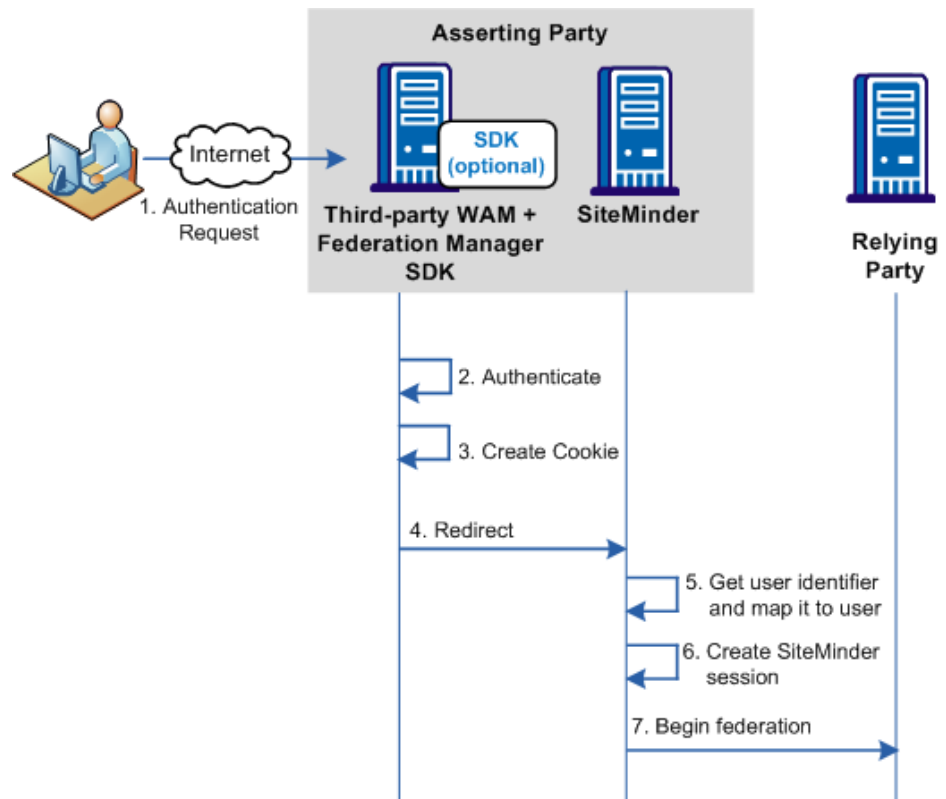 Asserting Party
Internet
SDK
(optional)
1. Authentication
Request
Third-party WAM +
Federation Manager
SDK
SiteMinder
Relying
Party
2. Authenticate
3. Create Cookie
4. Redirect
5. Get user identifier
and map it to user
6. Create SiteMinder
session
7. Begin federation